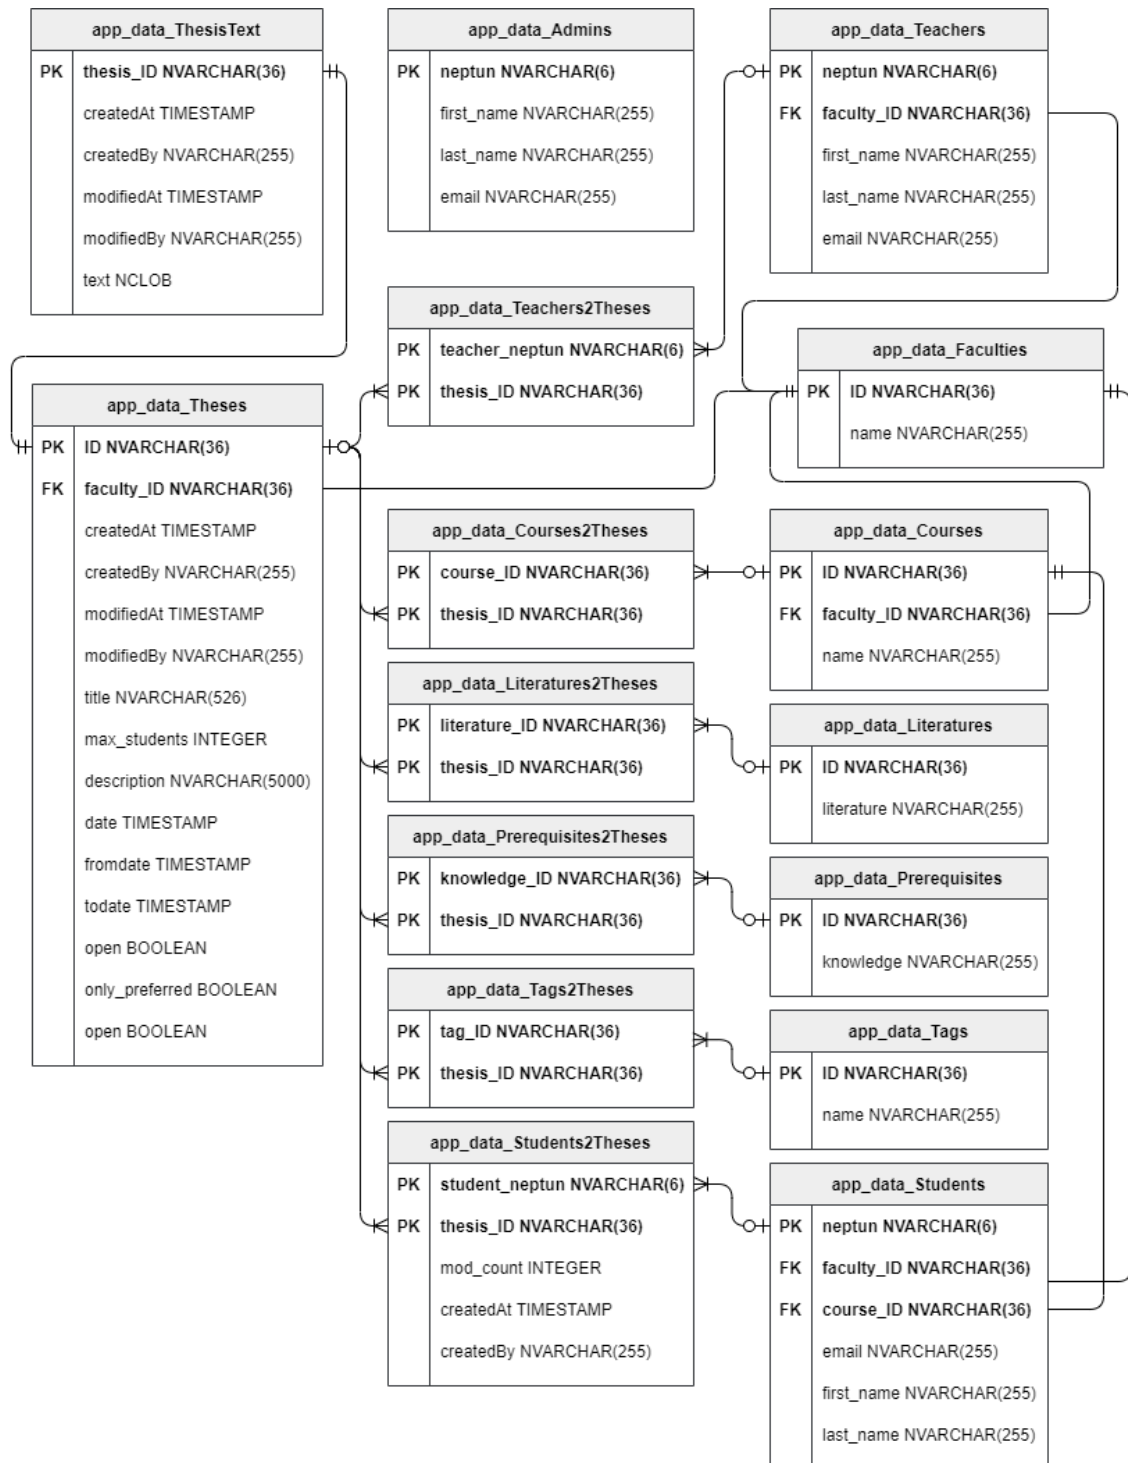 app_data_ThesisText
PK thesis_ID NVARCHAR(36)
createdAt TIMESTAMP
createdBy NVARCHAR(255)
modifiedAt TIMESTAMP
modifiedBy NVARCHAR(255)
text NCLOB
app_data_Admins
PK neptun NVARCHAR(6)
first_name NVARCHAR(255)
last_name NVARCHAR(255)
email NVARCHAR(255)
app_data_Teachers
PK neptun NVARCHAR(6)
FK faculty_ID NVARCHAR(36)
first_name NVARCHAR(255)
last_name NVARCHAR(255)
email NVARCHAR(255)
app_data_Teachers2Theses
PK teacher_neptun NVARCHAR(6)
PK thesis_ID NVARCHAR(36)
app_data_Faculties
PK ID NVARCHAR(36)
name NVARCHAR(255)
app_data_Theses
PK ID NVARCHAR(36)
FK faculty_ID NVARCHAR(36)
createdAt TIMESTAMP
createdBy NVARCHAR(255)
modifiedAt TIMESTAMP
modifiedBy NVARCHAR(255)
title NVARCHAR(526)
max_students INTEGER
description NVARCHAR(5000)
date TIMESTAMP
fromdate TIMESTAMP
todate TIMESTAMP
open BOOLEAN
only_preferred BOOLEAN
open BOOLEAN
app_data_Courses2Theses
PK course_ID NVARCHAR(36)
PK thesis_ID NVARCHAR(36)
app_data_Courses
PK ID NVARCHAR(36)
FK faculty_ID NVARCHAR(36)
name NVARCHAR(255)
app_data_Literatures2Theses
PK literature_ID NVARCHAR(36)
PK thesis_ID NVARCHAR(36)
app_data_Literatures
PK ID NVARCHAR(36)
literature NVARCHAR(255)
app_data_Prerequisites2Theses
PK knowledge_ID NVARCHAR(36)
PK thesis_ID NVARCHAR(36)
app_data_Prerequisites
PK ID NVARCHAR(36)
knowledge NVARCHAR(255)
app_data_Tags2Theses
PK tag_ID NVARCHAR(36)
PK thesis_ID NVARCHAR(36)
app_data_Tags
PK ID NVARCHAR(36)
name NVARCHAR(255)
app_data_Students2Theses
PK student_neptun NVARCHAR(6)
PK thesis_ID NVARCHAR(36)
mod_count INTEGER
createdAt TIMESTAMP
createdBy NVARCHAR(255)
app_data_Students
PK neptun NVARCHAR(6)
FK faculty_ID NVARCHAR(36)
FK course_ID NVARCHAR(36)
email NVARCHAR(255)
first_name NVARCHAR(255)
last_name NVARCHAR(255)